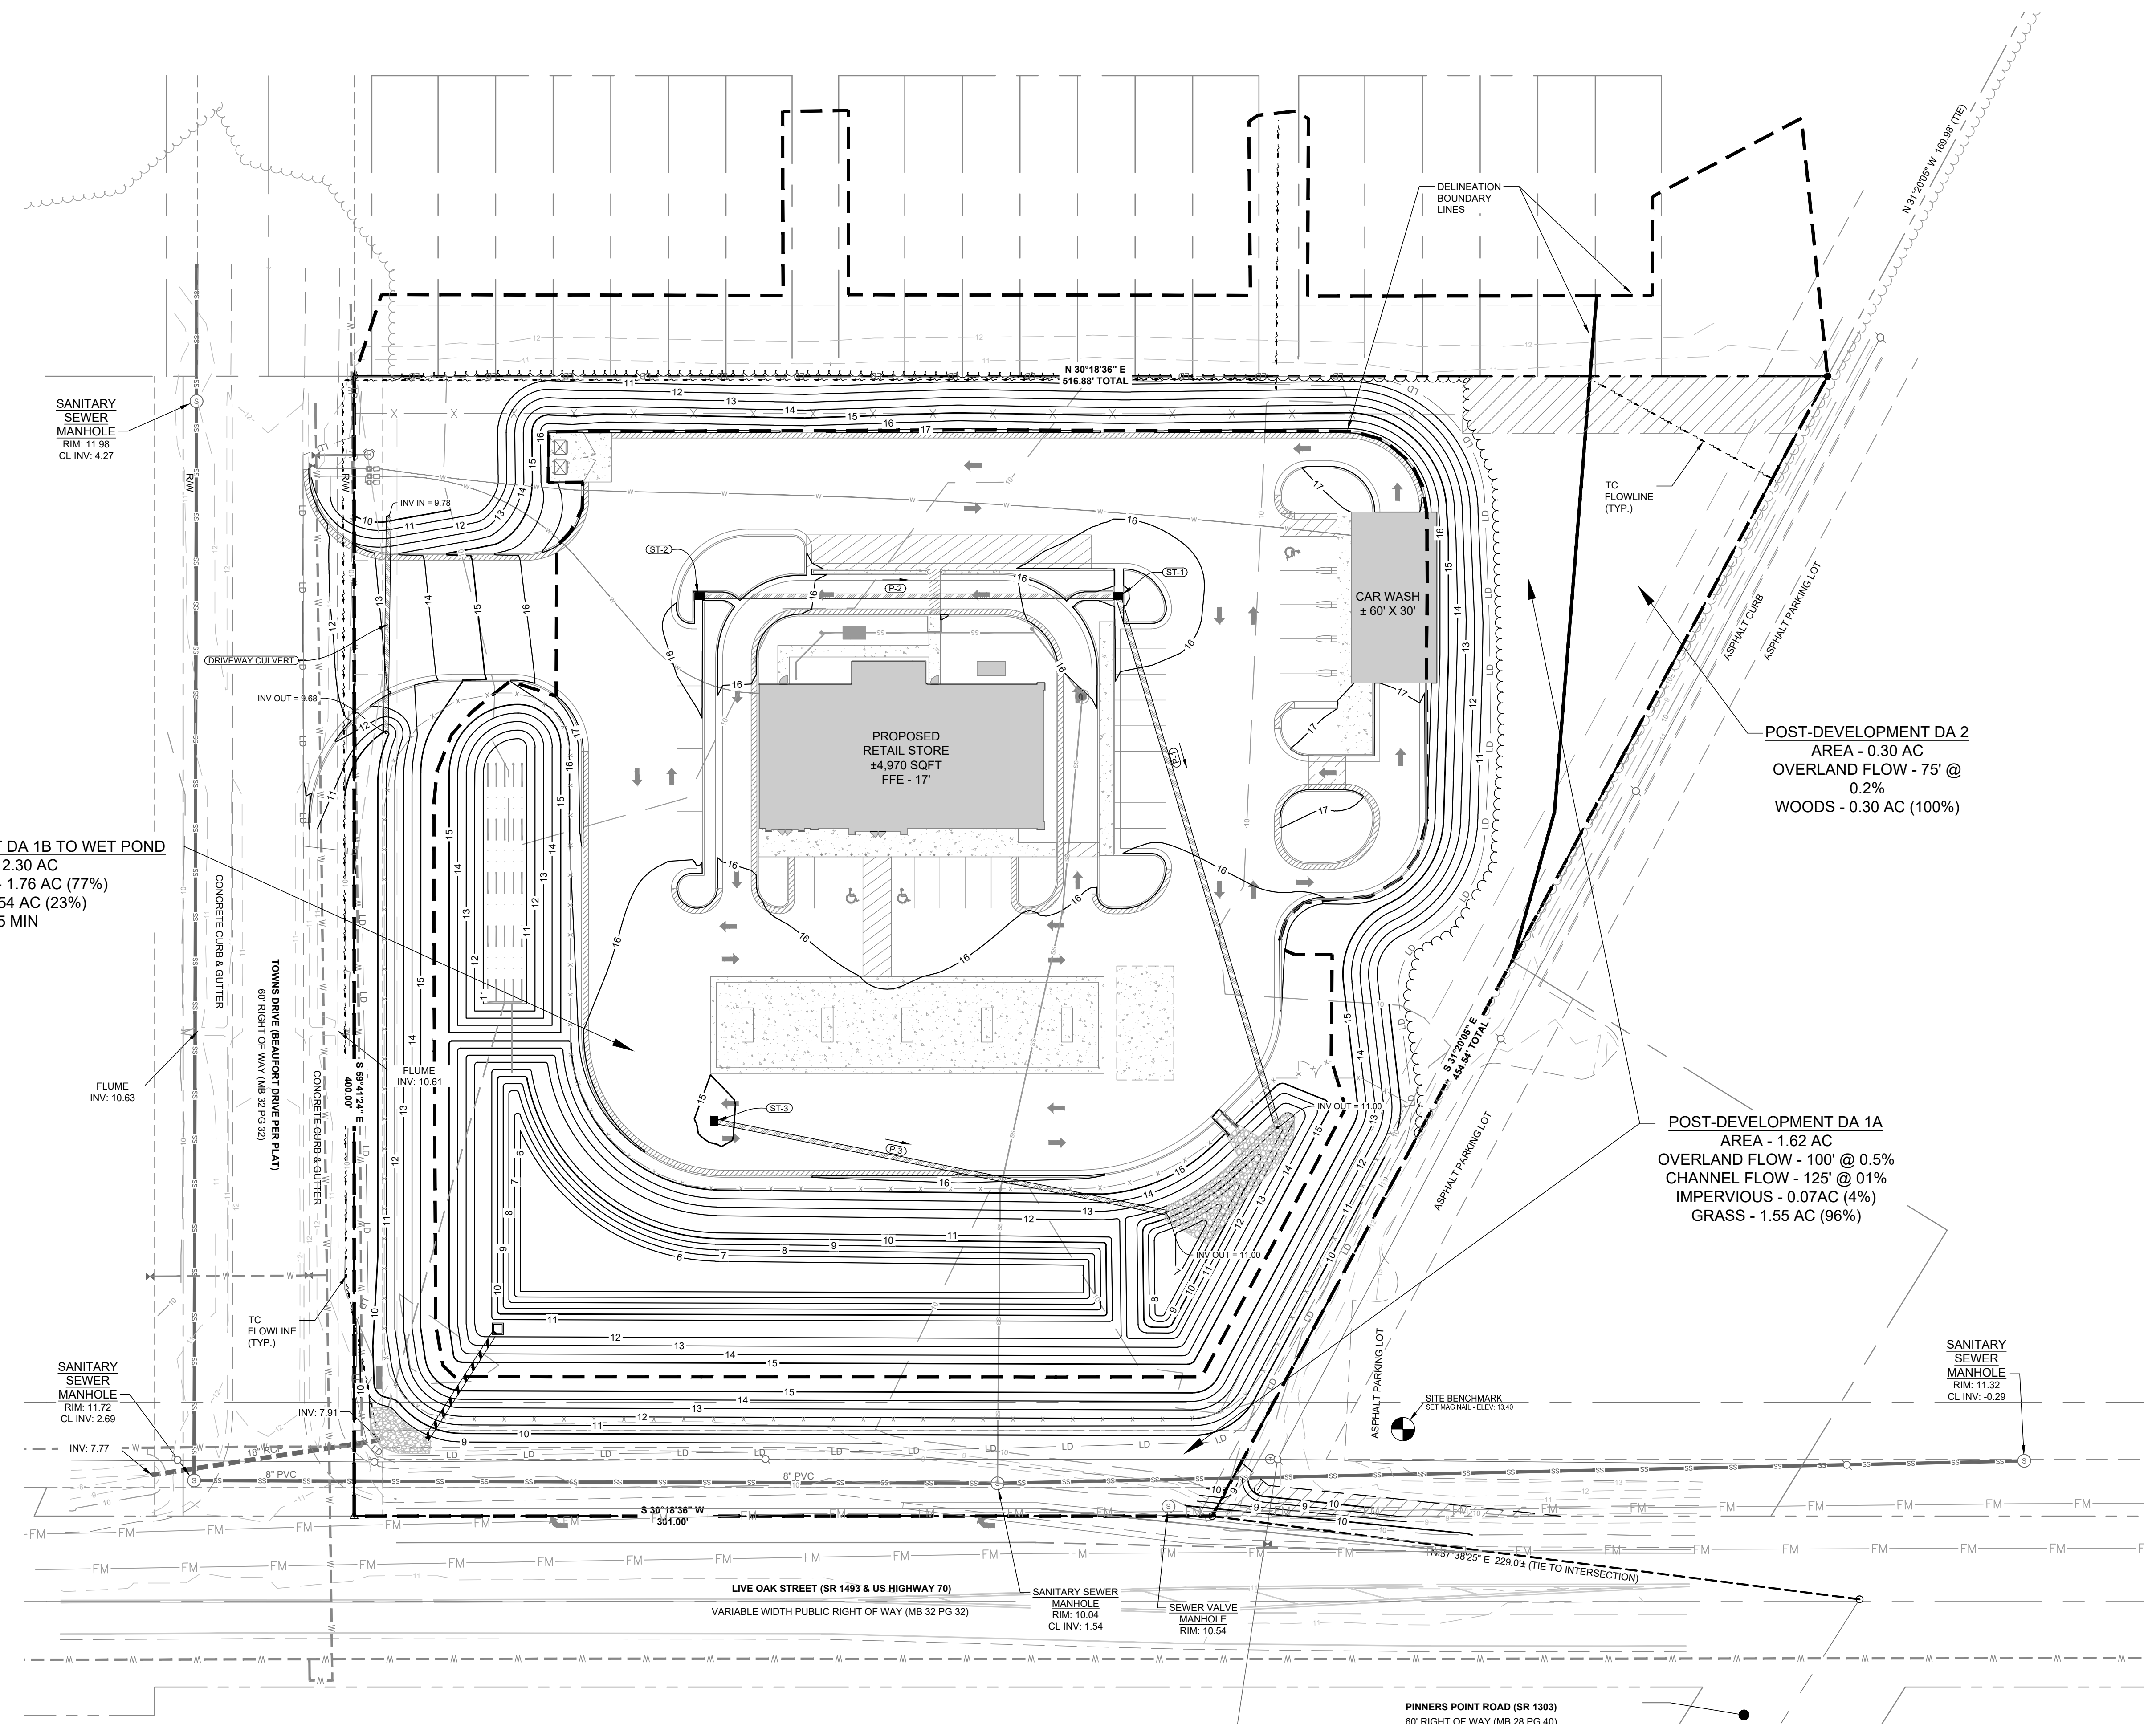 N 31°20'05" W 169.98' (TIE)
DELINEATION
BOUNDARY
LINES
N 30°18'36" E
516.88' TOTAL
SANITARY
SEWER
MANHOLE
RIM: 11.98
CL INV: 4.27
R/W
R/W
INV IN = 9.78
TC
FLOWLINE
(TYP.)
ST-2
P-2
ST-1
CAR WASH
± 60' X 30'
ASPHALT CURB
ASPHALT PARKING LOT
DRIVEWAY CULVERT
INV OUT = 9.68
PROPOSED
RETAIL STORE
±4,970 SQFT
FFE - 17'
P-1
POST-DEVELOPMENT DA 2
AREA - 0.30 AC
OVERLAND FLOW - 75' @
0.2%
WOODS - 0.30 AC (100%)
T DA 1B TO WET POND
2.30 AC
- 1.76 AC (77%)
54 AC (23%)
5 MIN
CONCRETE CURB & GUTTER
TOWNS DRIVE (BEAUFORT DRIVE PER PLAT)
60' RIGHT OF WAY (MB 32 PG 32)
CONCRETE CURB & GUTTER
S 59°41'24" E
400.00'
FLUME
INV: 10.61
FLUME
INV: 10.63
S 31°20'05" E
454.54' TOTAL
ST-3
P-3
INV OUT = 11.00
INV OUT = 11.00
ASPHALT PARKING LOT
POST-DEVELOPMENT DA 1A
AREA - 1.62 AC
OVERLAND FLOW - 100' @ 0.5%
CHANNEL FLOW - 125' @ 01%
IMPERVIOUS - 0.07AC (4%)
GRASS - 1.55 AC (96%)
TC
FLOWLINE
(TYP.)
SANITARY
SEWER
MANHOLE
RIM: 11.72
CL INV: 2.69
INV: 7.91
INV: 7.77
18" RCP
8" PVC
8" PVC
ASPHALT PARKING LOT
SITE BENCHMARK
SET MAG NAIL - ELEV: 13.40
SANITARY
SEWER
MANHOLE
RIM: 11.32
CL INV: -0.29
S 30°18'36" W
301.00'
N 37°38'25" E 229.0'± (TIE TO INTERSECTION)
LIVE OAK STREET (SR 1493 & US HIGHWAY 70)
VARIABLE WIDTH PUBLIC RIGHT OF WAY (MB 32 PG 32)
SANITARY SEWER
MANHOLE
RIM: 10.04
CL INV: 1.54
SEWER VALVE
MANHOLE
RIM: 10.54
PINNERS POINT ROAD (SR 1303)
60' RIGHT OF WAY (MB 28 PG 40)